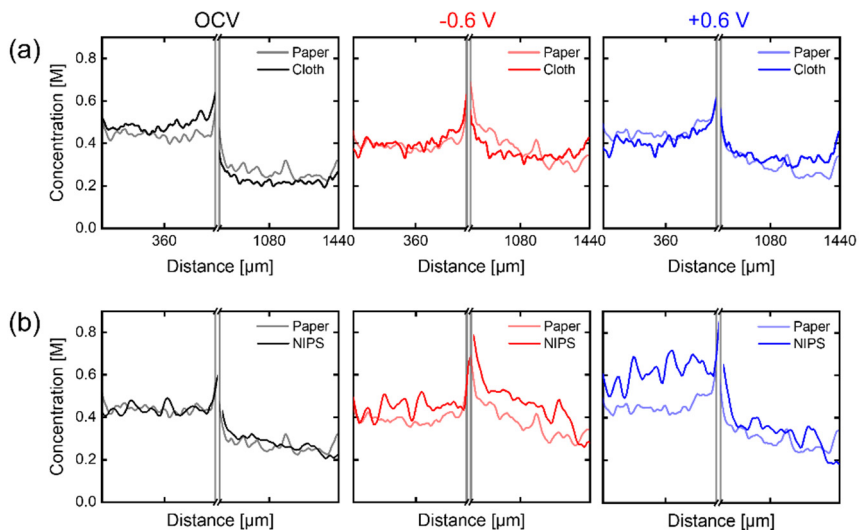 OCV -0.6 V +0.6 V
(a)
Concentration [M]
0.8
0.6
0.4
0.2
0.0
Paper
Cloth
Paper
Cloth
Paper
Cloth
360 1080 1440 360 1080 1440 360 1080 1440
Distance [µm] Distance [µm] Distance [µm]
(b)
Concentration [M]
0.8
0.6
0.4
0.2
0.0
Paper
NIPS
Paper
NIPS
Paper
NIPS
Distance [µm] Distance [µm] Distance [µm]